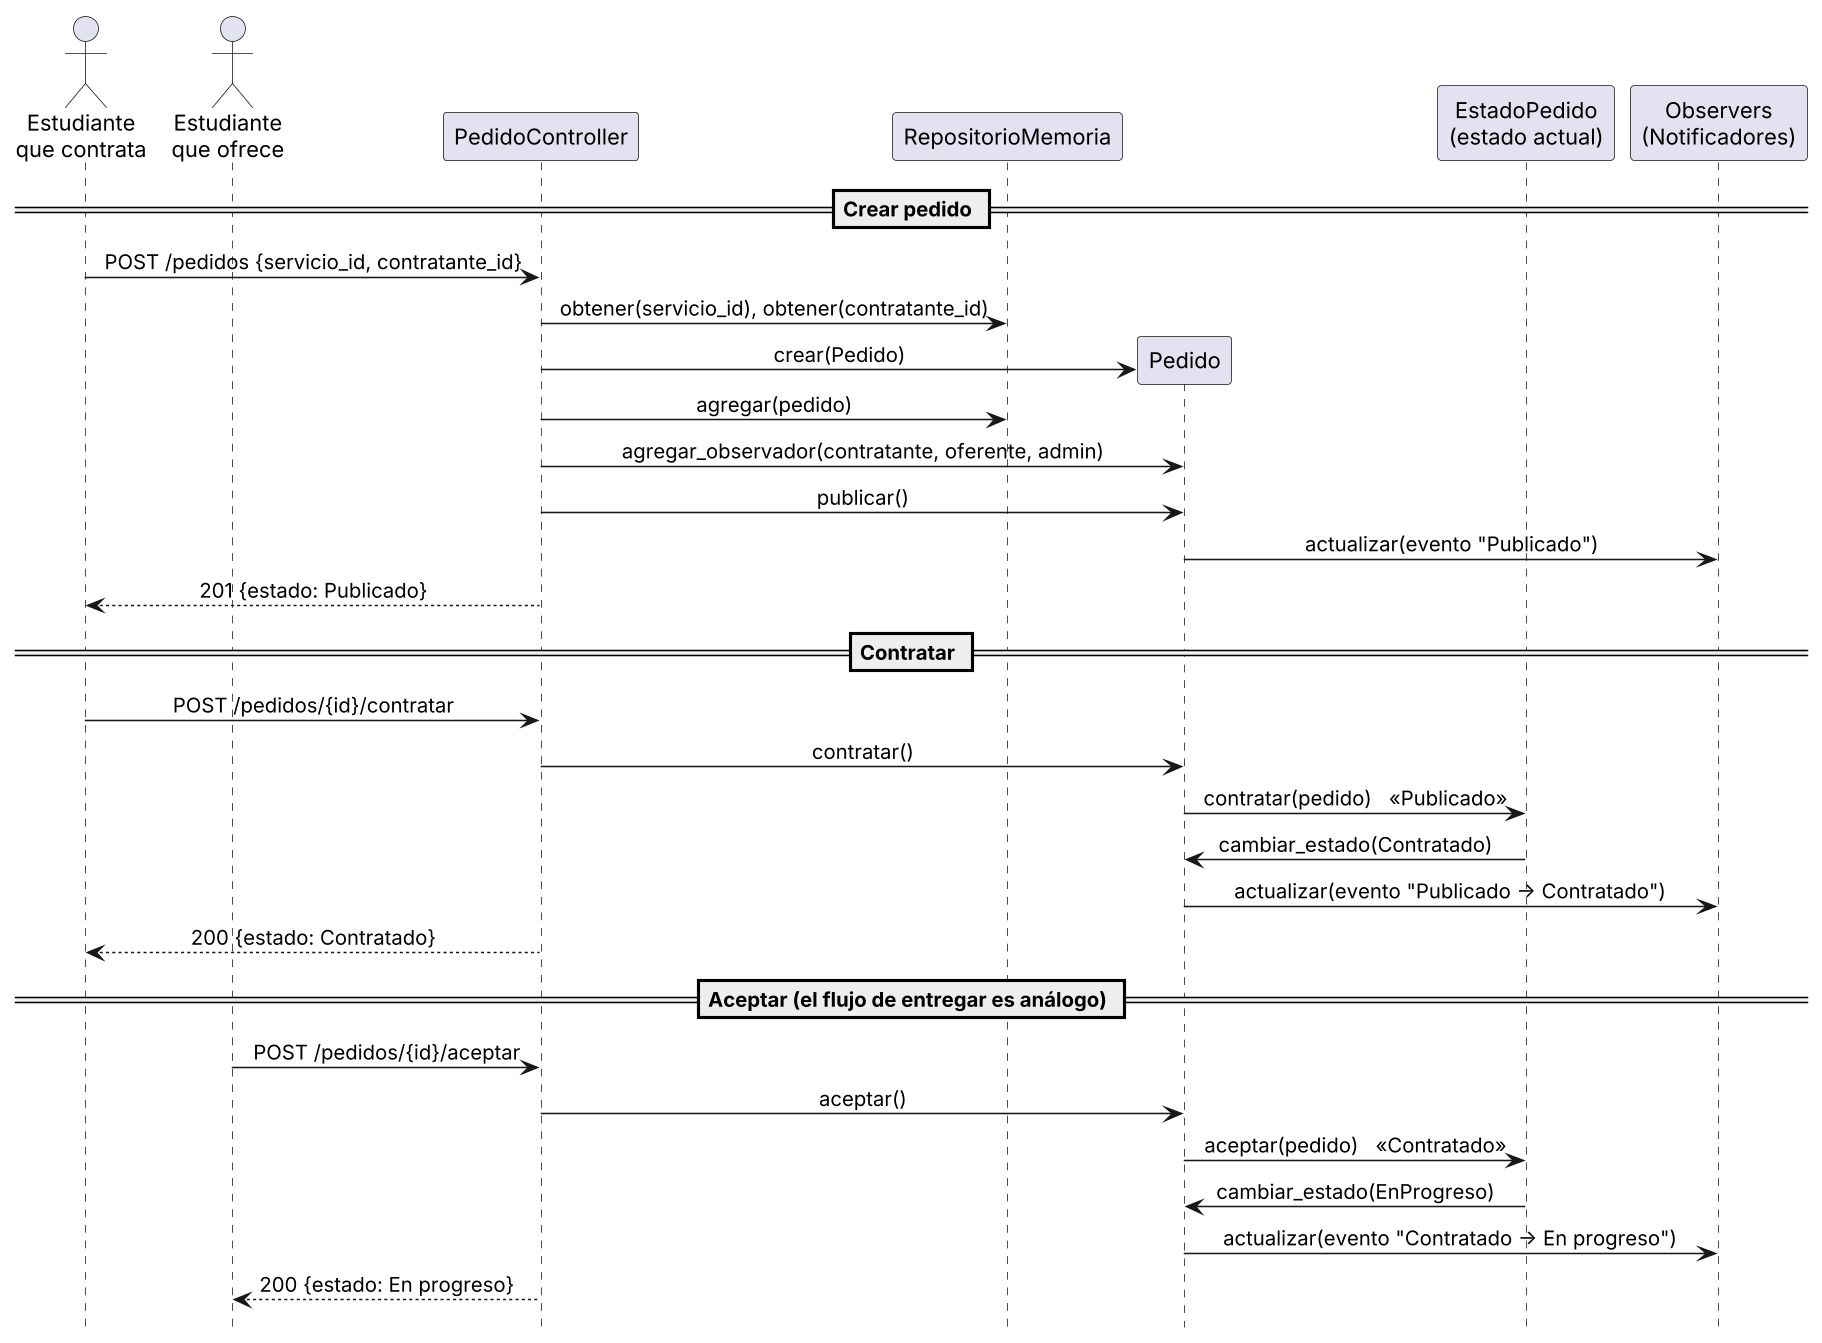 Estudiante
que contrata
Estudiante
que ofrece
PedidoController
RepositorioMemoria
EstadoPedido
(estado actual)
Observers
(Notificadores)
Crear pedido
POST /pedidos {servicio_id, contratante_id}
obtener(servicio_id), obtener(contratante_id)
crear(Pedido)
Pedido
agregar(pedido)
agregar_observador(contratante, oferente, admin)
publicar()
actualizar(evento "Publicado")
201 {estado: Publicado}
Contratar
POST /pedidos/{id}/contratar
contratar()
contratar(pedido) «Publicado»
cambiar_estado(Contratado)
actualizar(evento "Publicado → Contratado")
200 {estado: Contratado}
Aceptar (el flujo de entregar es análogo)
POST /pedidos/{id}/aceptar
aceptar()
aceptar(pedido) «Contratado»
cambiar_estado(EnProgreso)
actualizar(evento "Contratado → En progreso")
200 {estado: En progreso}